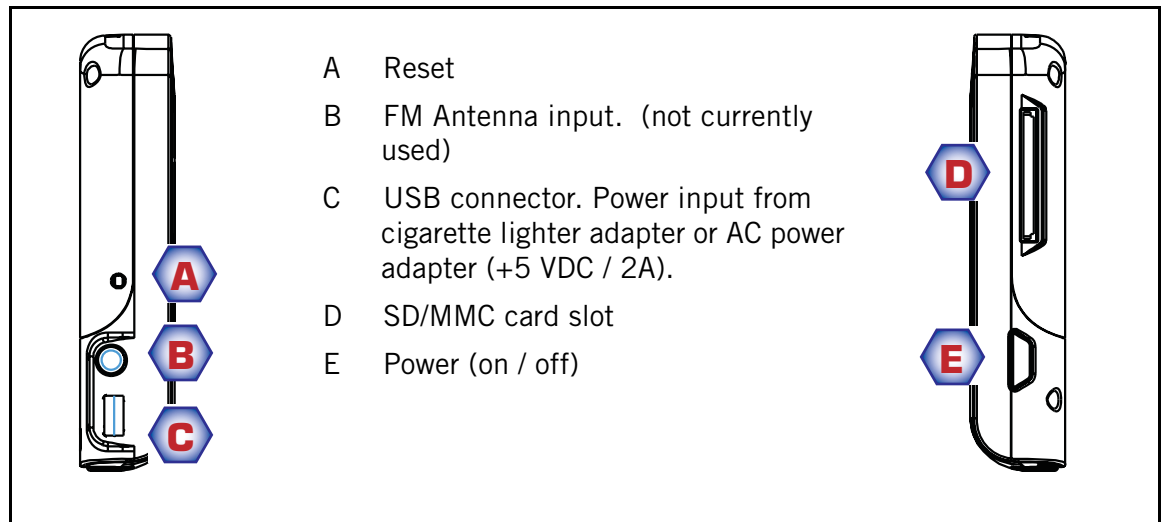 A Reset
B FM Antenna input. (not currently
used)
C USB connector. Power input from
cigarette lighter adapter or AC power
adapter (+5 VDC / 2A).
D SD/MMC card slot
E Power (on / off)
A
B
C
D
E